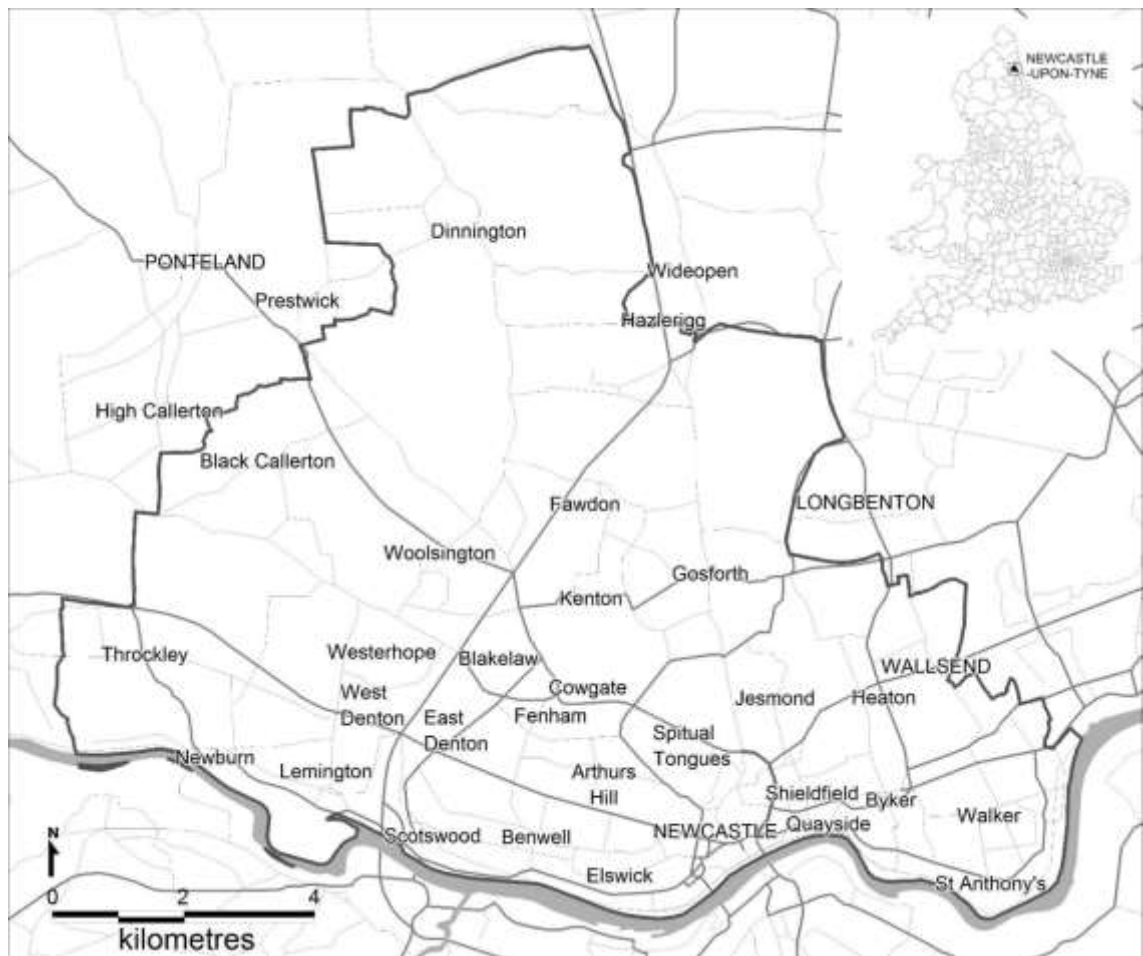 NEWCASTLE
-UPON-TYNE
Dinnington
PONTELAND
Wideopen
Prestwick
Hazlerigg
High Callerton
Black Callerton
LONGBENTON
Fawdon
Woolsington
Gosforth
Kenton
Throckley
Westerhope
Blakelaw
WALLSEND
West
Denton
Cowgate
Jesmond
Heaton
East
Denton
Fenham
Spitual
Tongues
Newburn
Lemington
Arthurs
Hill
Shieldfield
Byker
Walker
Scotswood
Benwell
NEWCASTLE
Quayside
Elswick
St Anthony's
N
0 2 4
kilometres